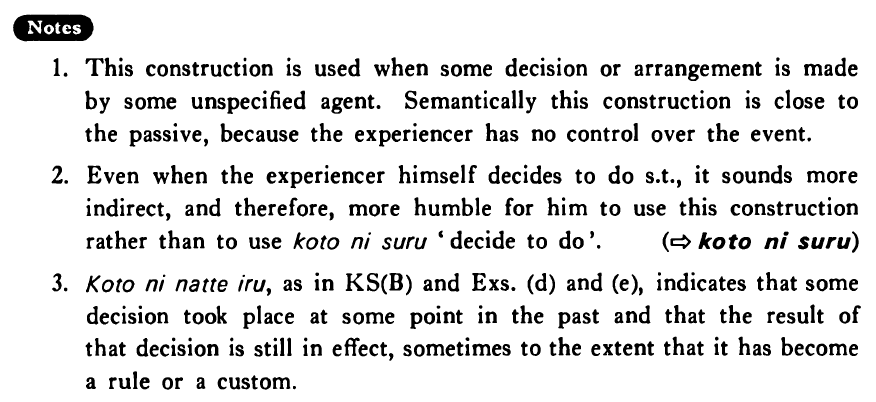 Notes
1. This construction is used when some decision or arrangement is made
by some unspecified agent. Semantically this construction is close to
the passive, because the experiencer has no control over the event.
2. Even when the experiencer himself decides to do s.t., it sounds more
indirect, and therefore, more humble for him to use this construction
rather than to use koto ni suru ‘decide to do’. (⇨ koto ni suru)
3. Koto ni natte iru, as in KS(B) and Exs. (d) and (e), indicates that some
decision took place at some point in the past and that the result of
that decision is still in effect, sometimes to the extent that it has become
a rule or a custom.